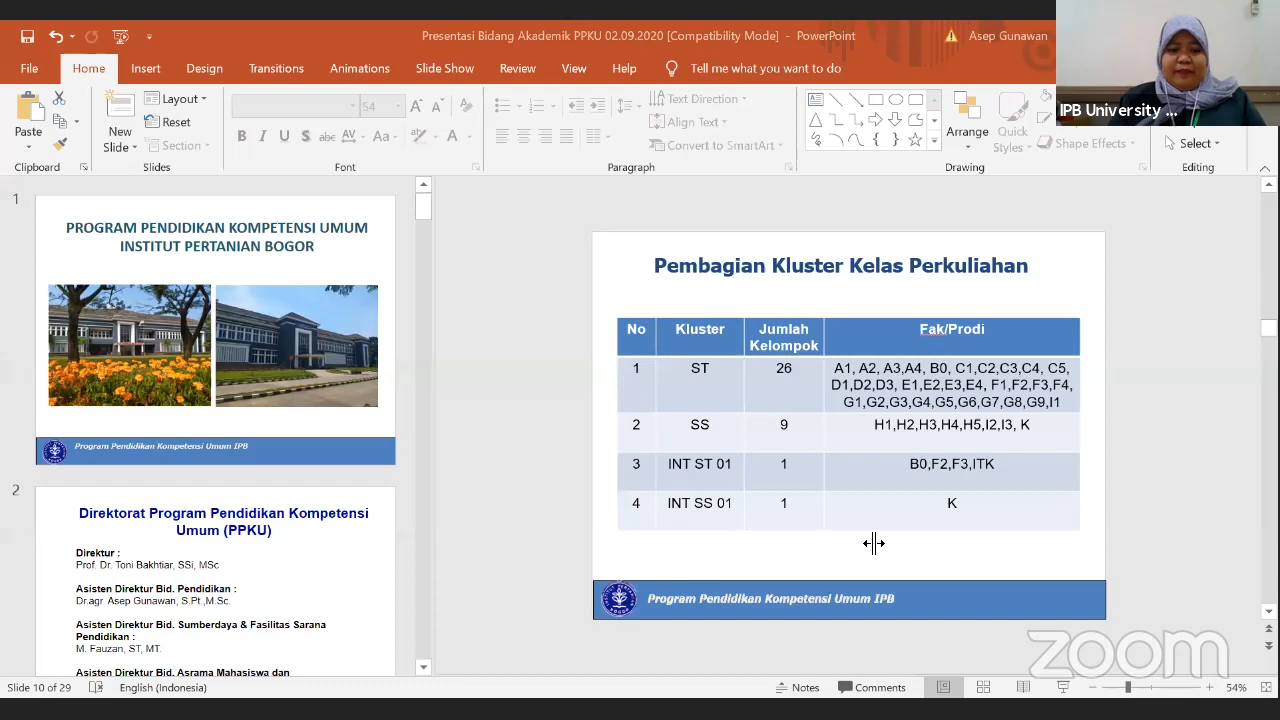 Presentasi Bidang Akademik PPKU 02.09.2020 [Compatibility Mode] - PowerPoint
Asep Gunawan
File Home Insert Design Transitions Animations Slide Show Review View Help Tell me what you want to do
Paste
New
Slide
Layout
Reset
Section
54
B I U S abc AV Aa A
Text Direction
Align Text
Convert to SmartArt
Arrange
Quick
Styles
Shape Effects
Select
Clipboard Slides Font Paragraph Drawing Editing
IPB University ...
1
PROGRAM PENDIDIKAN KOMPETENSI UMUM
INSTITUT PERTANIAN BOGOR
Program Pendidikan Kompetensi Umum IPB
2
Direktorat Program Pendidikan Kompetensi
Umum (PPKU)
Direktur :
Prof. Dr. Toni Bakhtiar, SSi, MSc
Asisten Direktur Bid. Pendidikan :
Dr.agr. Asep Gunawan, S.Pt.,M.Sc.
Asisten Direktur Bid. Sumberdaya & Fasilitas Sarana
Pendidikan :
M. Fauzan, ST, MT.
Asisten Direktur Bid. Asrama Mahasiswa dan
Pembagian Kluster Kelas Perkuliahan
No Kluster Jumlah Kelompok Fak/Prodi
1 ST 26 A1, A2, A3,A4, B0, C1,C2,C3,C4, C5,
D1,D2,D3, E1,E2,E3,E4, F1,F2,F3,F4,
G1,G2,G3,G4,G5,G6,G7,G8,G9,I1
2 SS 9 H1,H2,H3,H4,H5,I2,I3, K
3 INT ST 01 1 B0,F2,F3,ITK
4 INT SS 01 1 K
Program Pendidikan Kompetensi Umum IPB
zoom
Slide 10 of 29 English (Indonesia) Notes Comments 54%